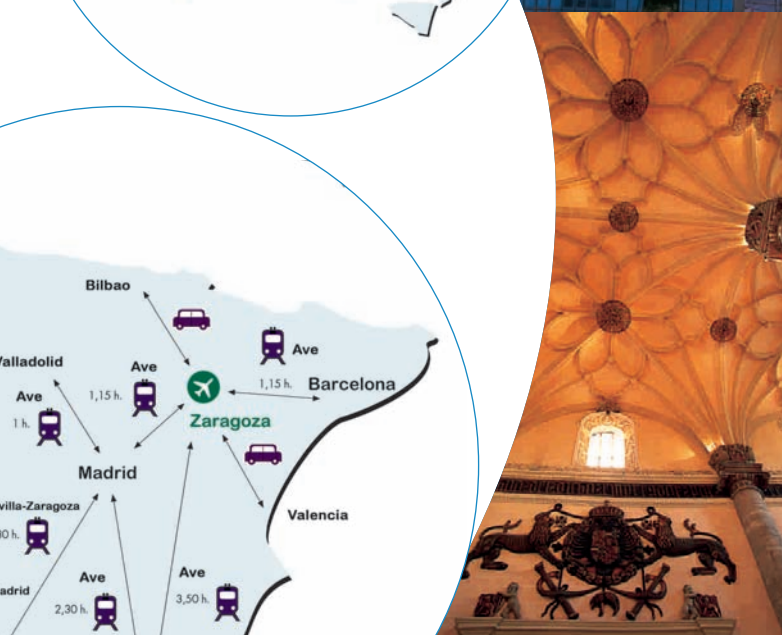 Bilbao
Ave
Valladolid
Ave
1,15 h.
1,15 h.
Barcelona
Ave
1 h.
Zaragoza
Madrid
villa-Zaragoza
Valencia
adrid
Ave
2,30 h.
Ave
3,50 h.